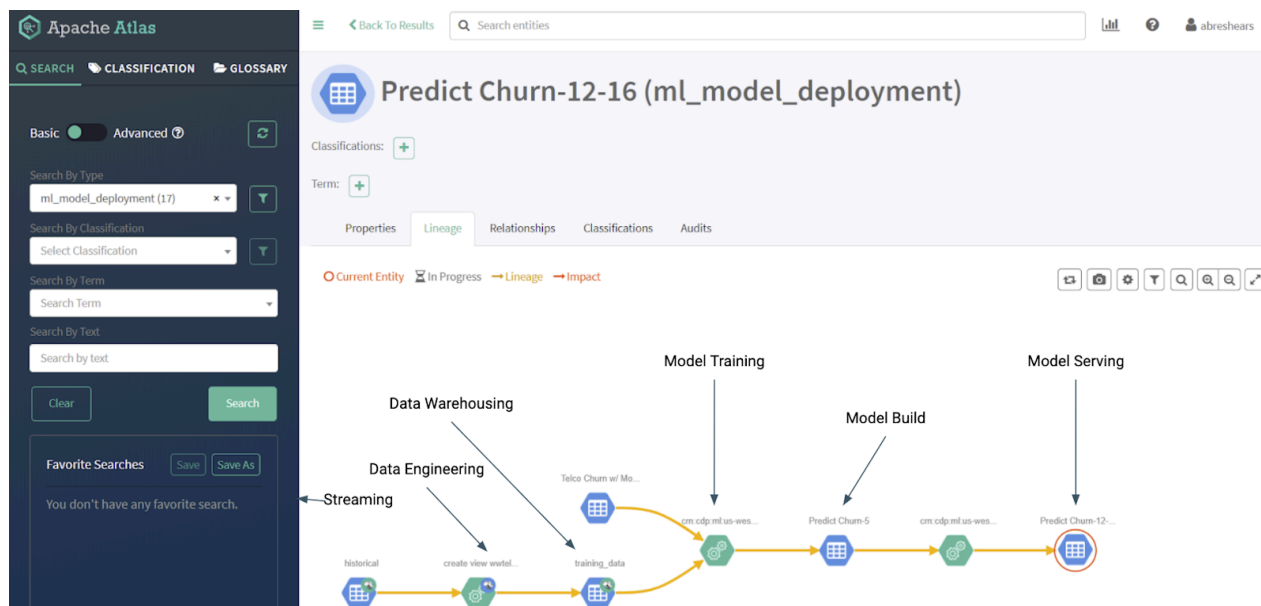 Apache Atlas
Back To Results
Search entities
abreshears
SEARCH
CLASSIFICATION
GLOSSARY
Basic
Advanced
Search By Type
ml_model_deployment (17)
Search By Classification
Select Classification
Search By Term
Search Term
Search By Text
Search by text
Clear
Search
Favorite Searches
Save
Save As
You don't have any favorite search.
Predict Churn-12-16 (ml_model_deployment)
Classifications:
Term:
Properties
Lineage
Relationships
Classifications
Audits
Current Entity
In Progress
Lineage
Impact
Model Training
Model Serving
Data Warehousing
Model Build
Data Engineering
Streaming
Telco Churn w/ Mo...
cm:cdp:ml:us-wes...
Predict Churn-5
cm:cdp:ml:us-wes...
Predict Churn-12-...
historical
create view wwtel...
training_data